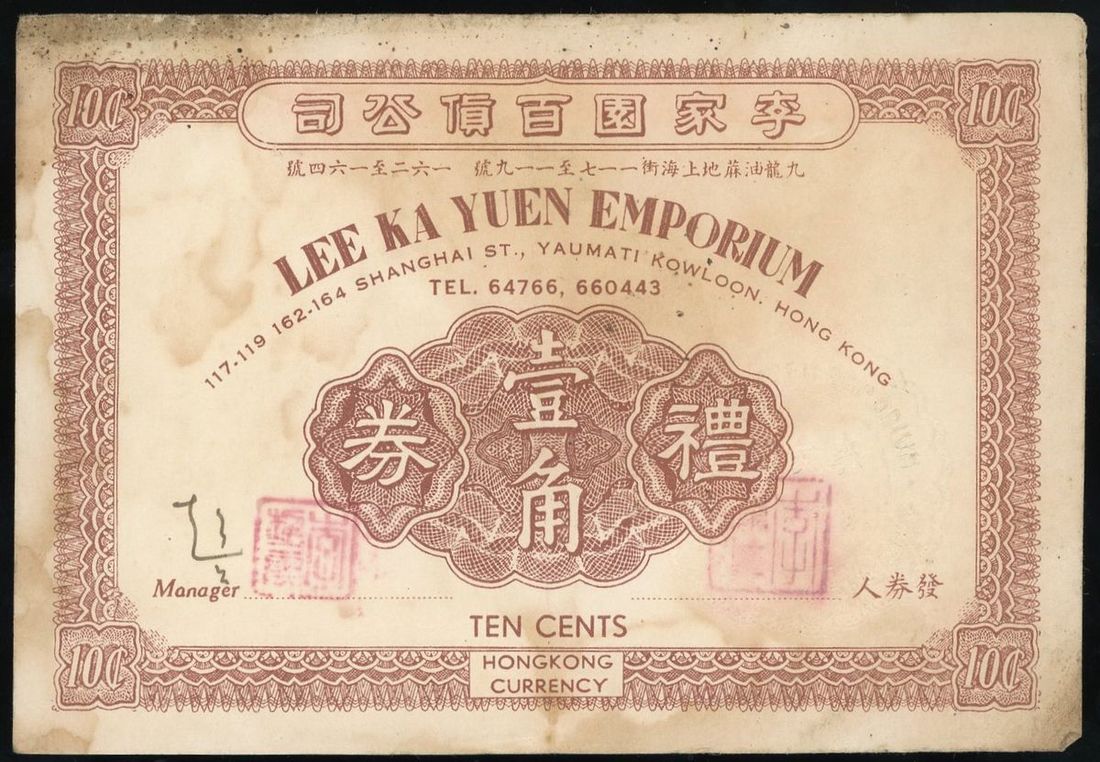 10¢
10¢
李家園百貨公司
九龍油蔴地上海街一一七至一一九號 一六二至一六四號
LEE KA YUEN EMPORIUM
117-119 162-164 SHANGHAI ST., YAUMATI KOWLOON, HONG KONG
TEL. 64766, 660443
禮券
壹角
Manager
發券人
TEN CENTS
HONGKONG
CURRENCY
10¢
10¢